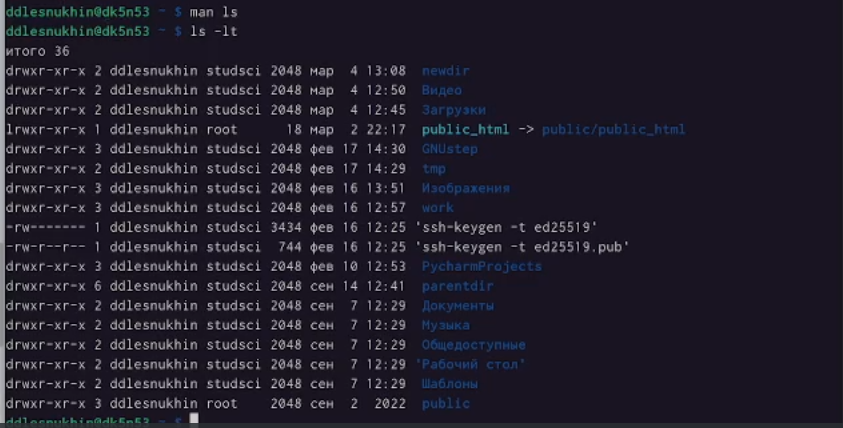 ddlesnukhin@dk5n53 ~ $ man ls
ddlesnukhin@dk5n53 ~ $ ls -lt
итого 36
drwxr-xr-x 2 ddlesnukhin studsci 2048 мар  4 13:08  newdir
drwxr-xr-x 2 ddlesnukhin studsci 2048 мар  4 12:50  Видео
drwxr-xr-x 2 ddlesnukhin studsci 2048 мар  4 12:45  Загрузки
lrwxr-xr-x 1 ddlesnukhin root      18 мар  2 22:17  public_html -> public/public_html
drwxr-xr-x 3 ddlesnukhin studsci 2048 фев 17 14:30  GNUstep
drwxr-xr-x 2 ddlesnukhin studsci 2048 фев 17 14:29  tmp
drwxr-xr-x 3 ddlesnukhin studsci 2048 фев 16 13:51  Изображения
drwxr-xr-x 3 ddlesnukhin studsci 2048 фев 16 12:57  work
-rw------- 1 ddlesnukhin studsci 3434 фев 16 12:25 'ssh-keygen -t ed25519'
-rw-r--r-- 1 ddlesnukhin studsci  744 фев 16 12:25 'ssh-keygen -t ed25519.pub'
drwxr-xr-x 3 ddlesnukhin studsci 2048 фев 10 12:53  PycharmProjects
drwxr-xr-x 6 ddlesnukhin studsci 2048 сен 14 12:41  parentdir
drwxr-xr-x 2 ddlesnukhin studsci 2048 сен  7 12:29  Документы
drwxr-xr-x 2 ddlesnukhin studsci 2048 сен  7 12:29  Музыка
drwxr-xr-x 2 ddlesnukhin studsci 2048 сен  7 12:29  Общедоступные
drwxr-xr-x 2 ddlesnukhin studsci 2048 сен  7 12:29 'Рабочий стол'
drwxr-xr-x 2 ddlesnukhin studsci 2048 сен  7 12:29  Шаблоны
drwxr-xr-x 3 ddlesnukhin root    2048 сен  2  2022  public
ddlesnukhin@dk5n53 ~ $